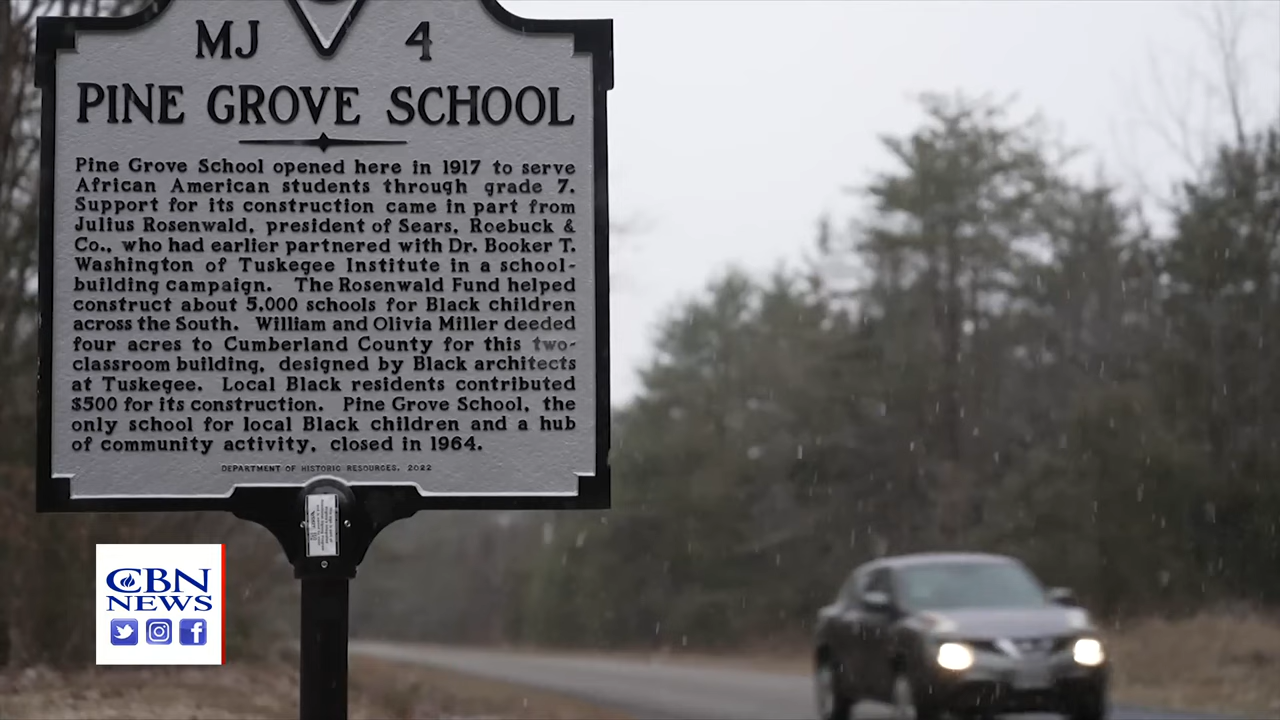 MJ 4
PINE GROVE SCHOOL
Pine Grove School opened here in 1917 to serve
African American students through grade 7.
Support for its construction came in part from
Julius Rosenwald, president of Sears, Roebuck &
Co., who had earlier partnered with Dr. Booker T.
Washington of Tuskegee Institute in a school-
building campaign. The Rosenwald Fund helped
construct about 5,000 schools for Black children
across the South. William and Olivia Miller deeded
four acres to Cumberland County for this two-
classroom building, designed by Black architects
at Tuskegee. Local Black residents contributed
$500 for its construction. Pine Grove School, the
only school for local Black children and a hub
of community activity, closed in 1964.
DEPARTMENT OF HISTORIC RESOURCES, 2022
CBN
NEWS